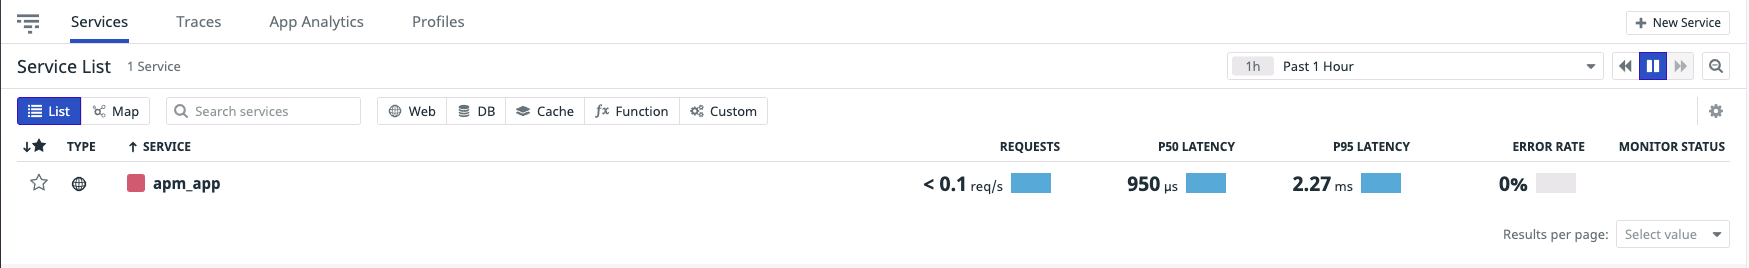 Services Traces App Analytics Profiles New Service
Service List 1 Service 1h Past 1 Hour
List Map Search services Web DB Cache Function Custom
TYPE SERVICE REQUESTS P50 LATENCY P95 LATENCY ERROR RATE MONITOR STATUS
apm_app < 0.1 req/s 950 μs 2.27 ms 0%
Results per page: Select value